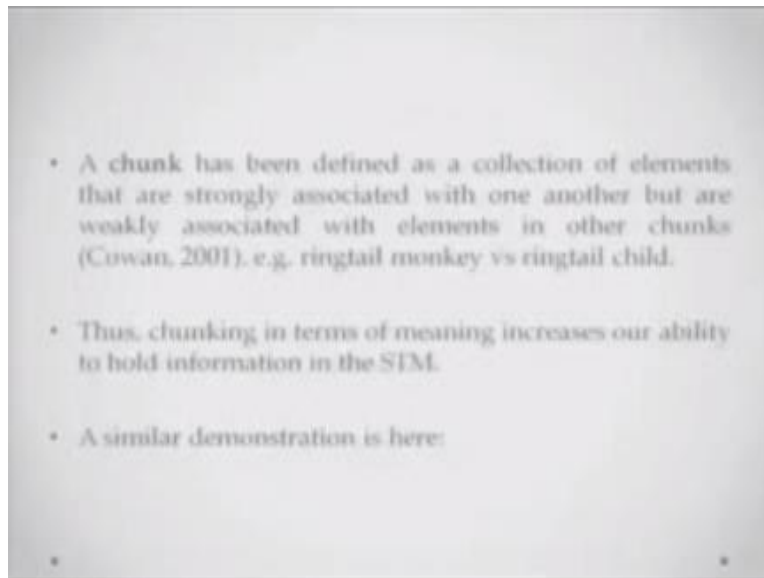 • A chunk has been defined as a collection of elements
that are strongly associated with one another but are
weakly associated with elements in other chunks
(Cowan, 2001). e.g. ringtail monkey vs ringtail child.
• Thus, chunking in terms of meaning increases our ability
to hold information in the STM.
• A similar demonstration is here: